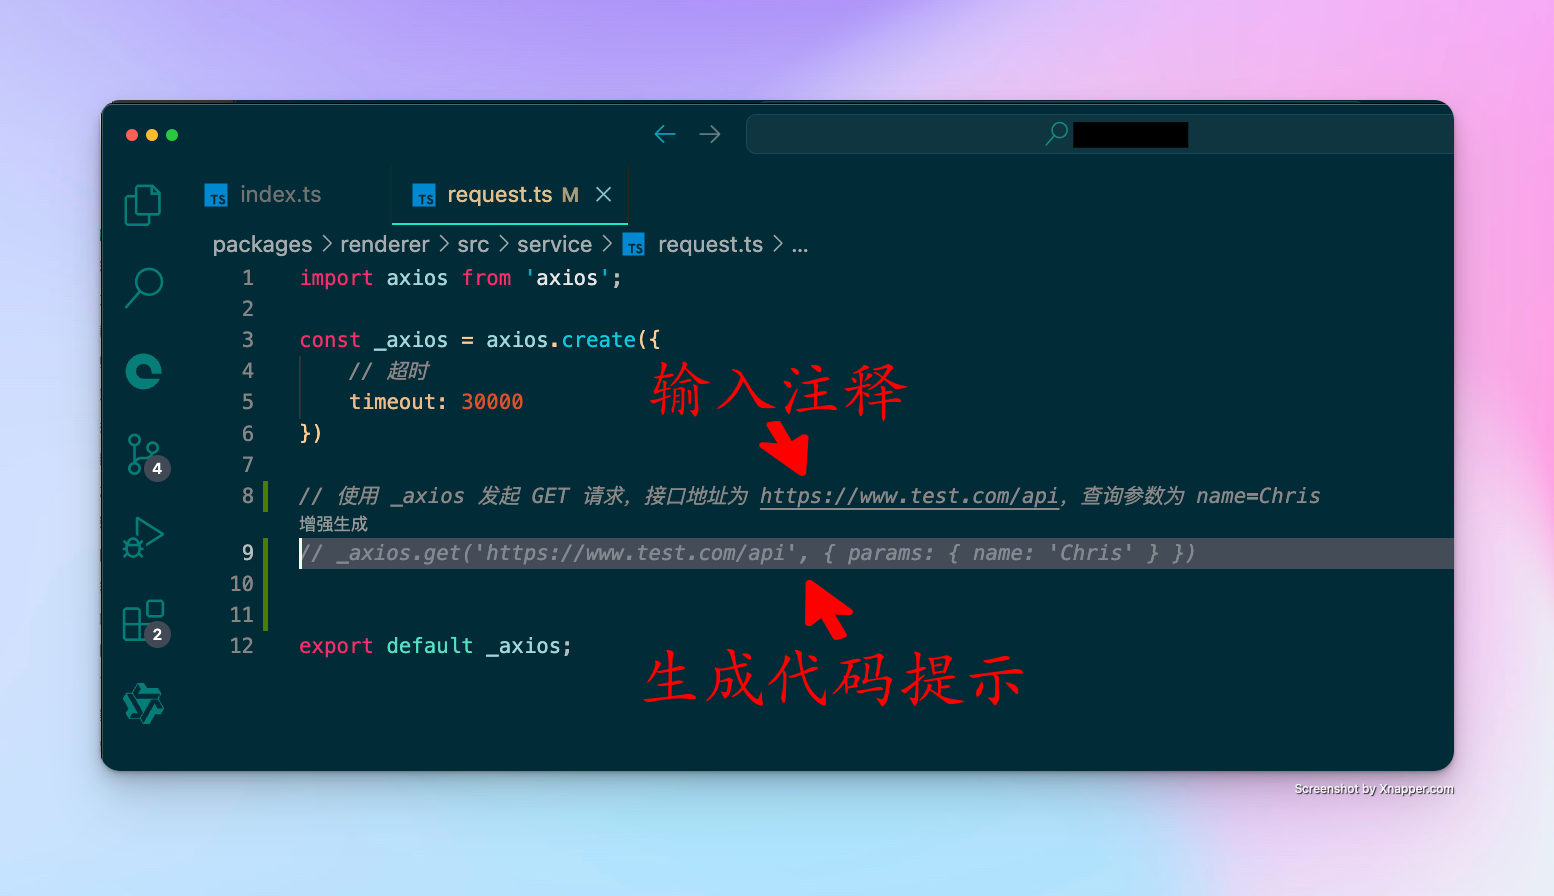 TS index.ts
TS request.ts M
packages > renderer > src > service > TS request.ts > ...
1 import axios from 'axios';
2
3 const _axios = axios.create({
4 // 超时
5 timeout: 30000
6 })
输入注释
7
8 // 使用 _axios 发起 GET 请求，接口地址为 https://www.test.com/api，查询参数为 name=Chris
增强生成
9 // _axios.get('https://www.test.com/api', { params: { name: 'Chris' } })
10
11
12 export default _axios;
生成代码提示
4
2
Screenshot by Xnapper.com